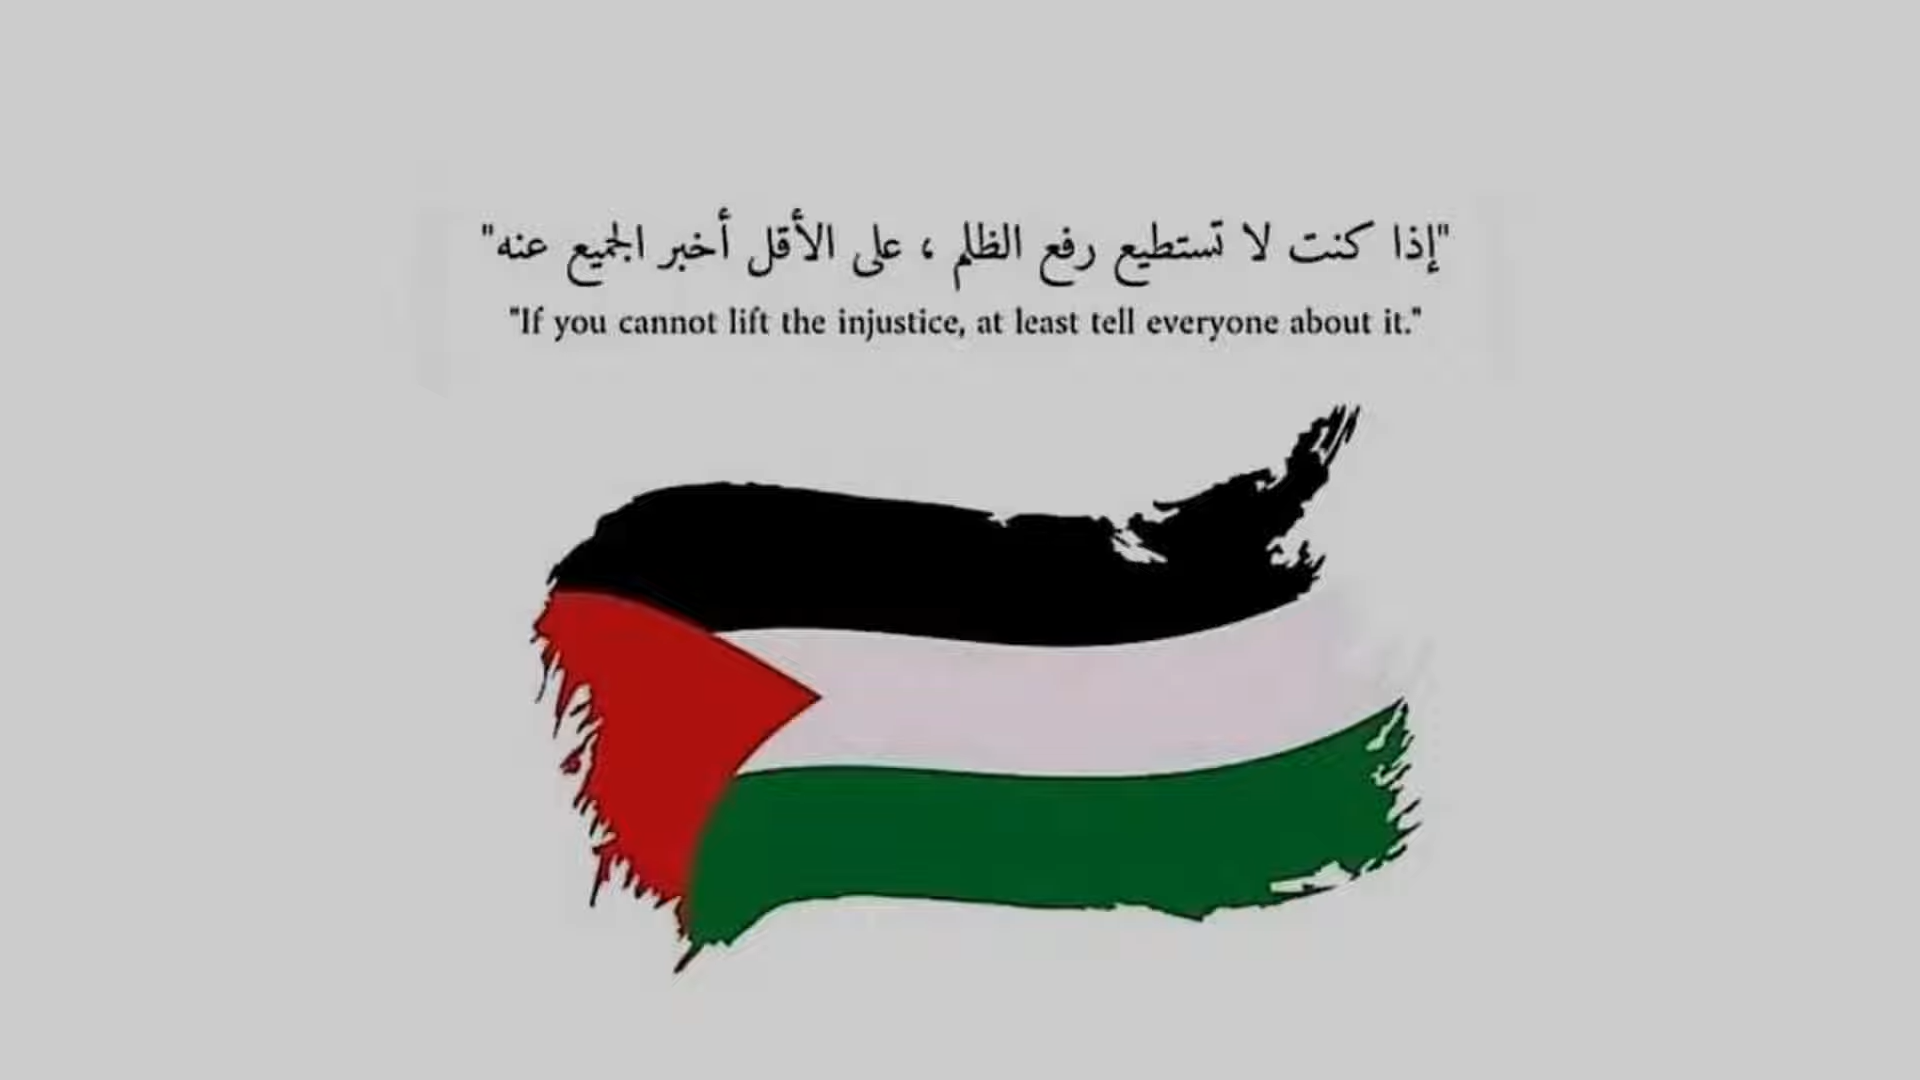 "إذا كنت لا تستطيع رفع الظلم ، على الأقل أخبر الجميع عنه"
"If you cannot lift the injustice, at least tell everyone about it."